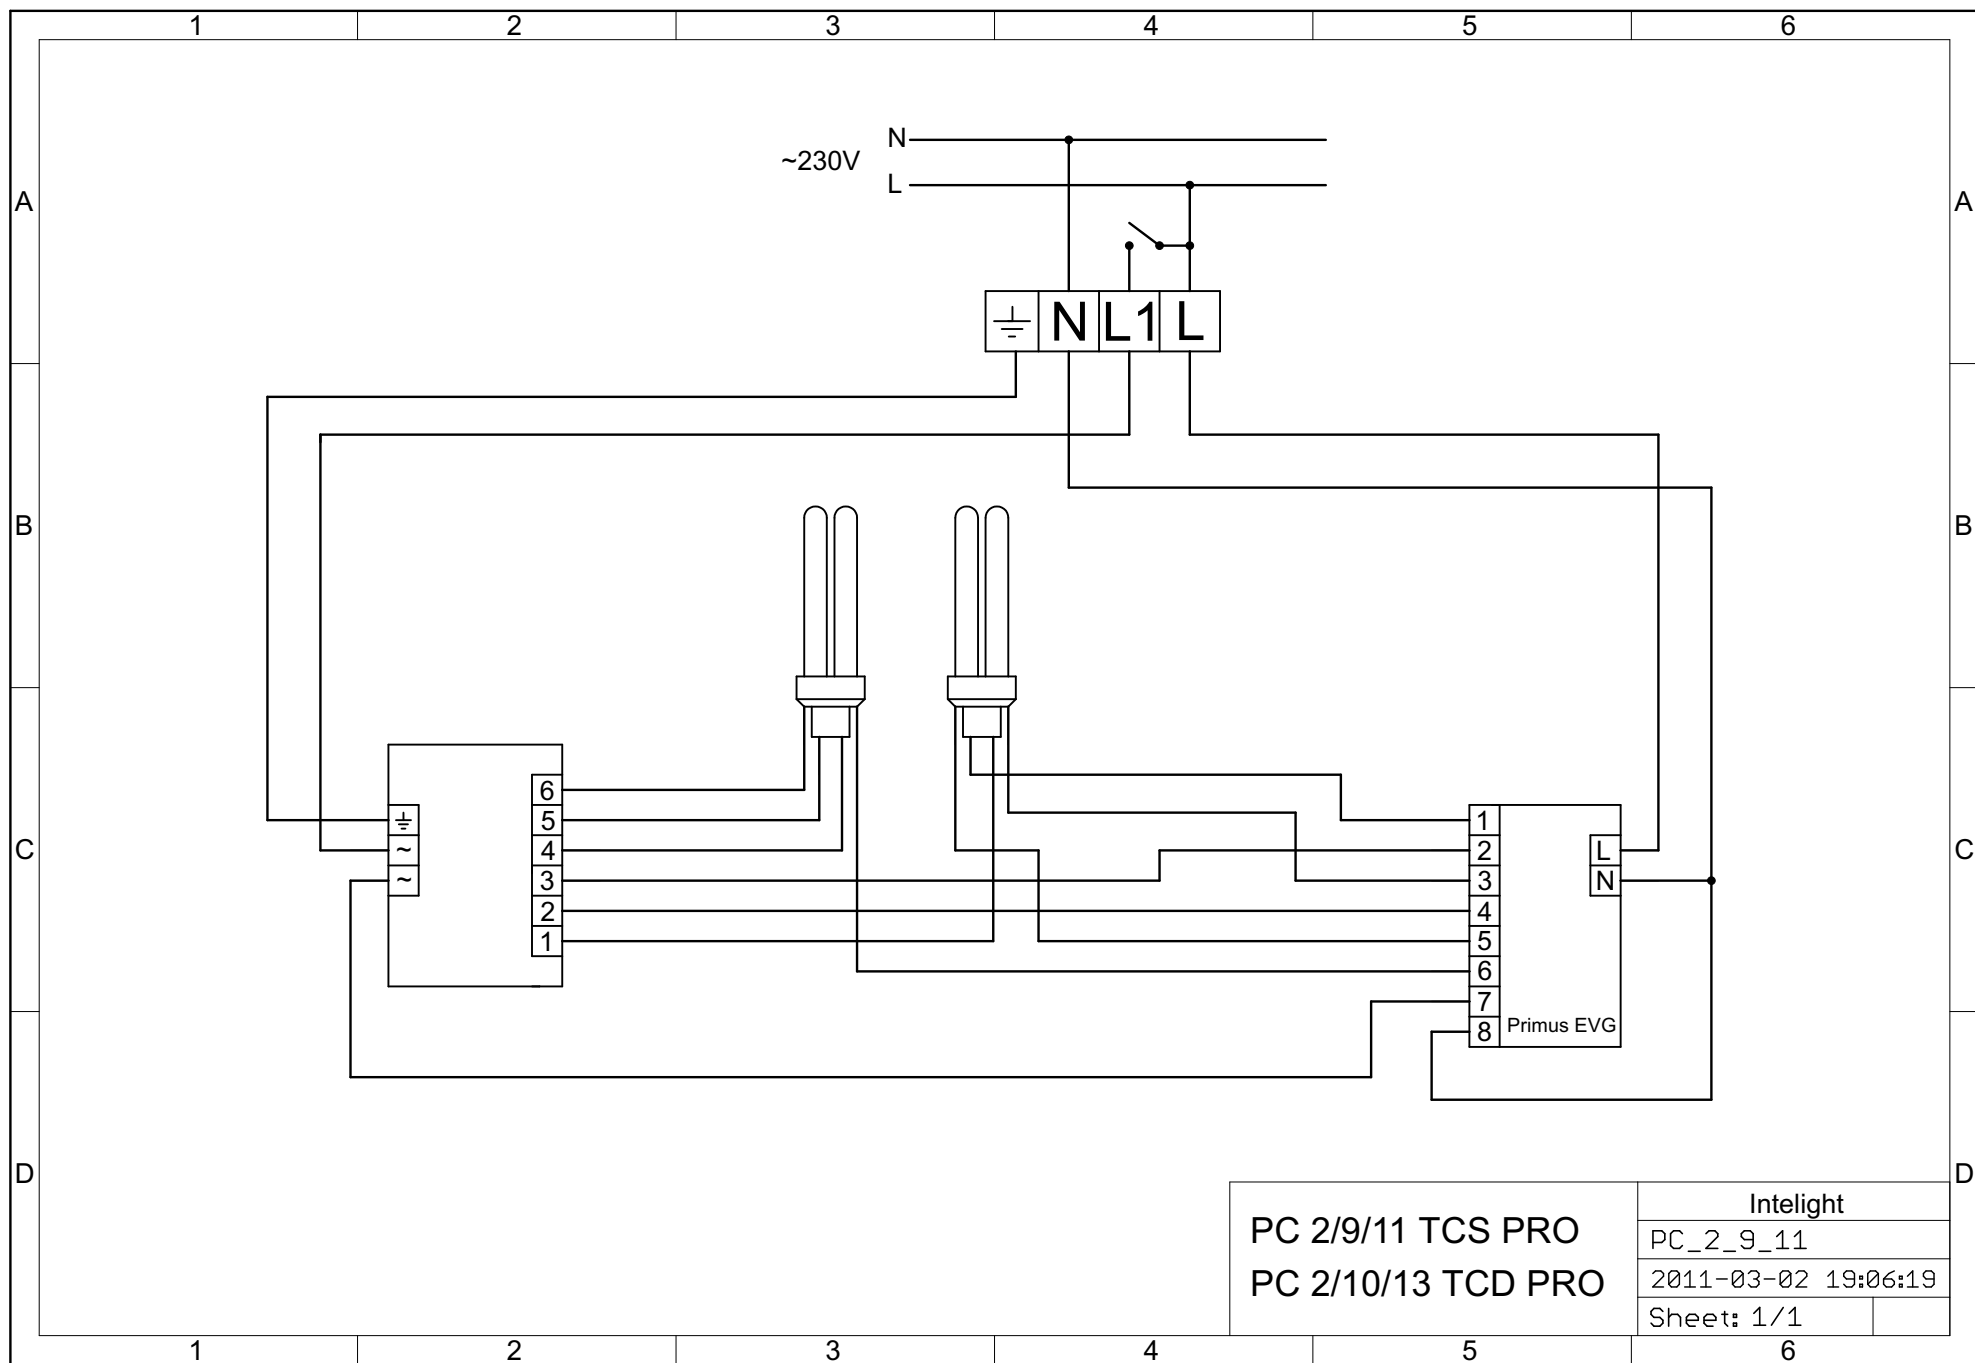 1 2 3 4 5 6
N
~230V
L
A A
N L1 L
B B
6
5 1
~ 4 2 L
C C
~ 3 3 N
2 4
1 5
6
7
8 Primus EVG
D D
Intelight
PC 2/9/11 TCS PRO
PC_2_9_11
PC 2/10/13 TCD PRO
2011-03-02 19:06:19
Sheet: 1/1
1 2 3 4 5 6